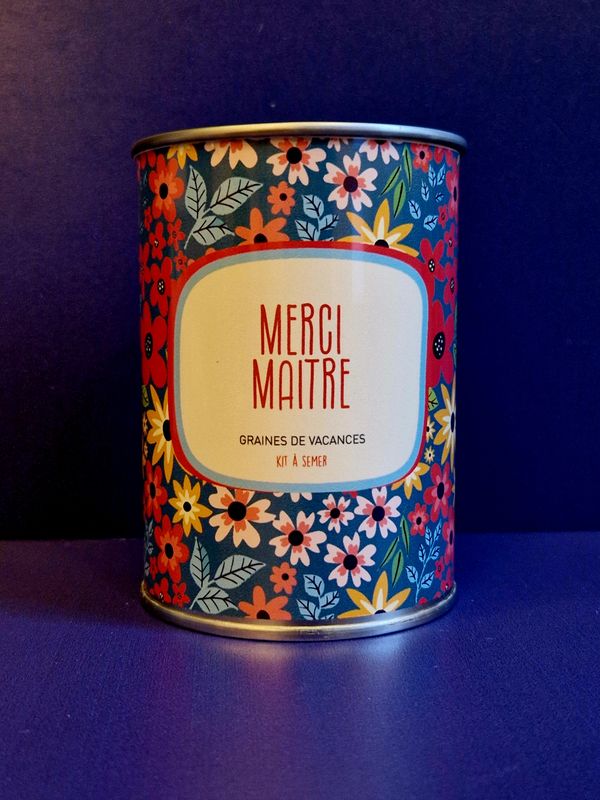 MERCI
MAITRE
GRAINES DE VACANCES
KIT À SEMER